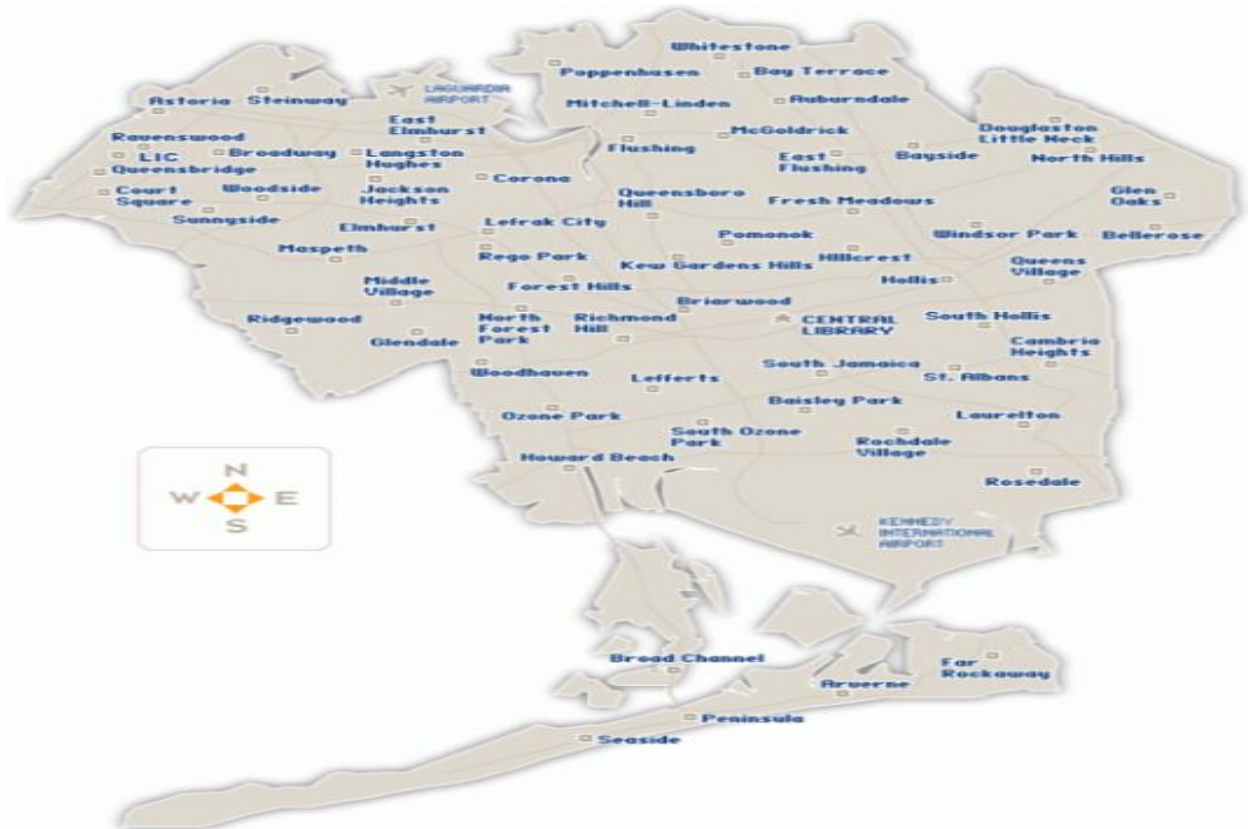 Whitestone
Poppenhusen
Bay Terrace
LAGUARDIA
AIRPORT
Astoria
Steinway
Mitchell-Linden
Auburndale
East
Elmhurst
McGoldrick
Douglaston
Little Neck
Ravenswood
LIC
Broadway
Langston
Hughes
Flushing
East
Flushing
Bayside
North Hills
Queensbridge
Corona
Court
Square
Woodside
Jackson
Heights
Queensboro
Hill
Fresh Meadows
Glen
Oaks
Sunnyside
Elmhurst
Lefrak City
Pomonok
Windsor Park
Bellerose
Maspeth
Rego Park
Kew Gardens Hills
Hillcrest
Queens
Village
Middle
Village
Forest Hills
Hollis
Briarwood
Ridgewood
North
Forest
Park
Richmond
Hill
CENTRAL
LIBRARY
South Hollis
Glendale
Cambria
Heights
Woodhaven
Lefferts
South Jamaica
St. Albans
Ozone Park
Baisley Park
Laurelton
South Ozone
Park
Rochdale
Village
Howard Beach
Rosedale
N
W
E
S
KENNEDY
INTERNATIONAL
AIRPORT
Broad Channel
Far
Rockaway
Arverne
Peninsula
Seaside